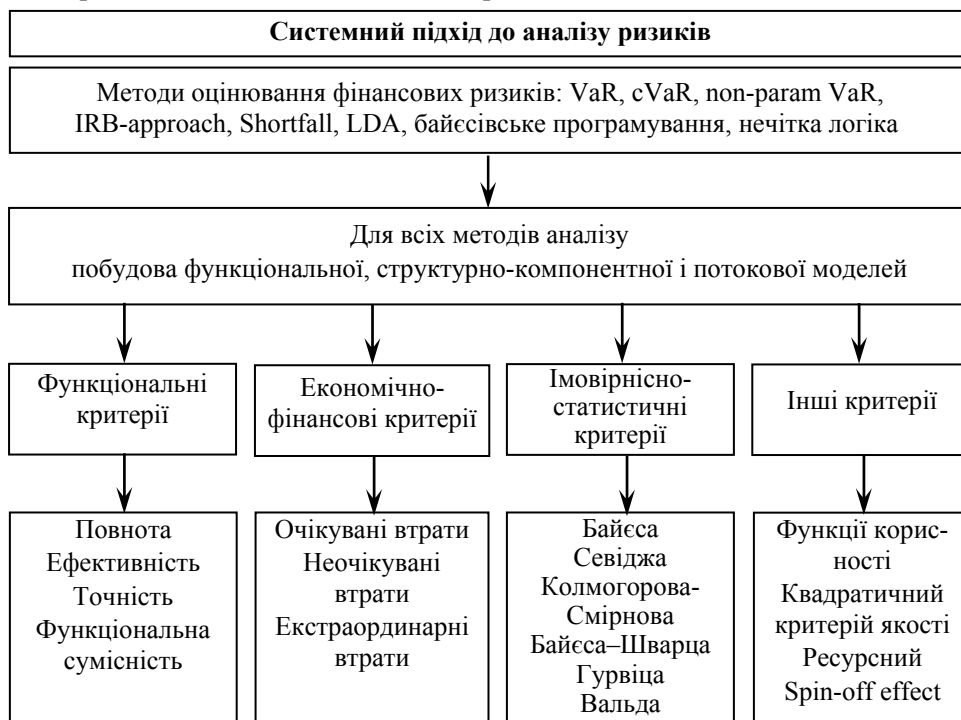 Системний підхід до аналізу ризиків
Методи оцінювання фінансових ризиків: VaR, cVaR, non-param VaR,
IRB-approach, Shortfall, LDA, байєсівське програмування, нечітка логіка
Для всіх методів аналізу
побудова функціональної, структурно-компонентної і потокової моделей
Функціональні
критерії
Економічно-
фінансові критерії
Імовірнісно-
статистичні
критерії
Інші критерії
Повнота
Ефективність
Точність
Функціональна
сумісність
Очікувані втрати
Неочікувані
втрати
Екстраординарні
втрати
Байєса
Севіджа
Колмогорова-
Смірнова
Байєса–Шварца
Гурвіца
Вальда
Функції корис-
ності
Квадратичний
критерій якості
Ресурсний
Spin-off effect